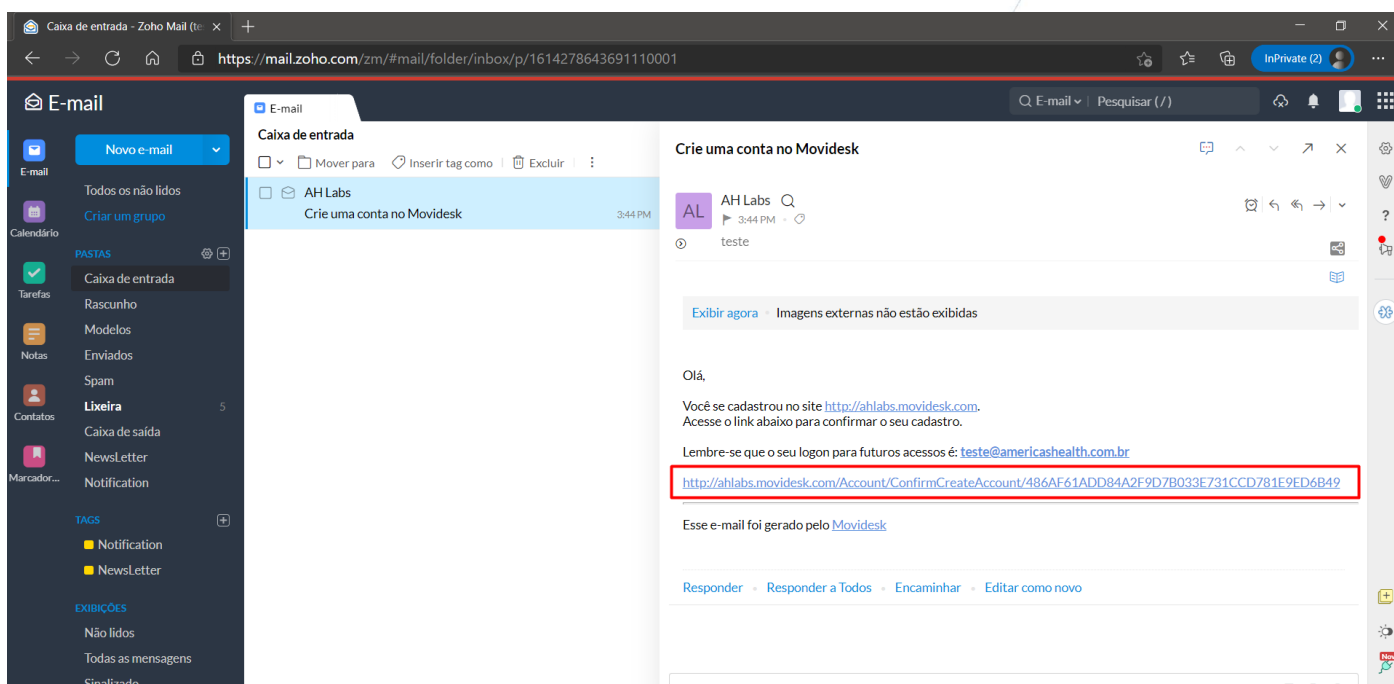 Caixa de entrada - Zoho Mail (te
https://mail.zoho.com/zm/#mail/folder/inbox/p/1614278643691110001
InPrivate (2)
E-mail
E-mail
E-mail
Pesquisar (/)
E-mail
Calendário
Tarefas
Notas
Contatos
Marcador...
Novo e-mail
Todos os não lidos
Criar um grupo
PASTAS
Caixa de entrada
Rascunho
Modelos
Enviados
Spam
Lixeira 5
Caixa de saída
NewsLetter
Notification
TAGS
Notification
NewsLetter
EXIBIÇÕES
Não lidos
Todas as mensagens
Sinalizado
Caixa de entrada
Mover para
Inserir tag como
Excluir
AH Labs
Crie uma conta no Movidesk 3:44 PM
Crie uma conta no Movidesk
AL
AH Labs
3:44 PM
teste
Exibir agora
Imagens externas não estão exibidas
Olá,
Você se cadastrou no site http://ahlabs.movidesk.com.
Acesse o link abaixo para confirmar o seu cadastro.
Lembre-se que o seu logon para futuros acessos é: teste@americashealth.com.br
http://ahlabs.movidesk.com/Account/ConfirmCreateAccount/486AF61ADD84A2F9D7B033E731CCD781E9ED6B49
Esse e-mail foi gerado pelo Movidesk
Responder
Responder a Todos
Encaminhar
Editar como novo